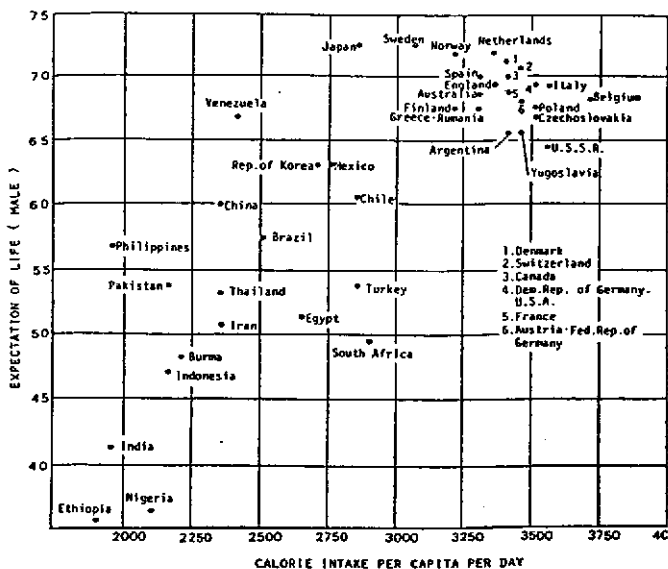 75
Japan
Sweden
Norway
Netherlands
1
2
70
Spain
3
England
4
Italy
Australia
5
Belgium
Venezuela
Finland
6
Poland
Greece-Rumania
Czechoslovakia
65
Argentina
U.S.S.R.
Yugoslavia
Rep.of Korea
Mexico
60
China
Chile
Philippines
Brazil
1.Denmark
2.Switzerland
3.Canada
4.Dem.Rep. of Germany-
U.S.A.
5.France
6.Austria-Fed.Rep.of
Germany
55
Pakistan
Thailand
Turkey
Egypt
50
Iran
Burma
South Africa
Indonesia
45
India
40
Ethiopia
Nigeria
EXPECTATION OF LIFE ( MALE )
2000 2250 2500 2750 3000 3250 3500 3750 40
CALORIE INTAKE PER CAPITA PER DAY